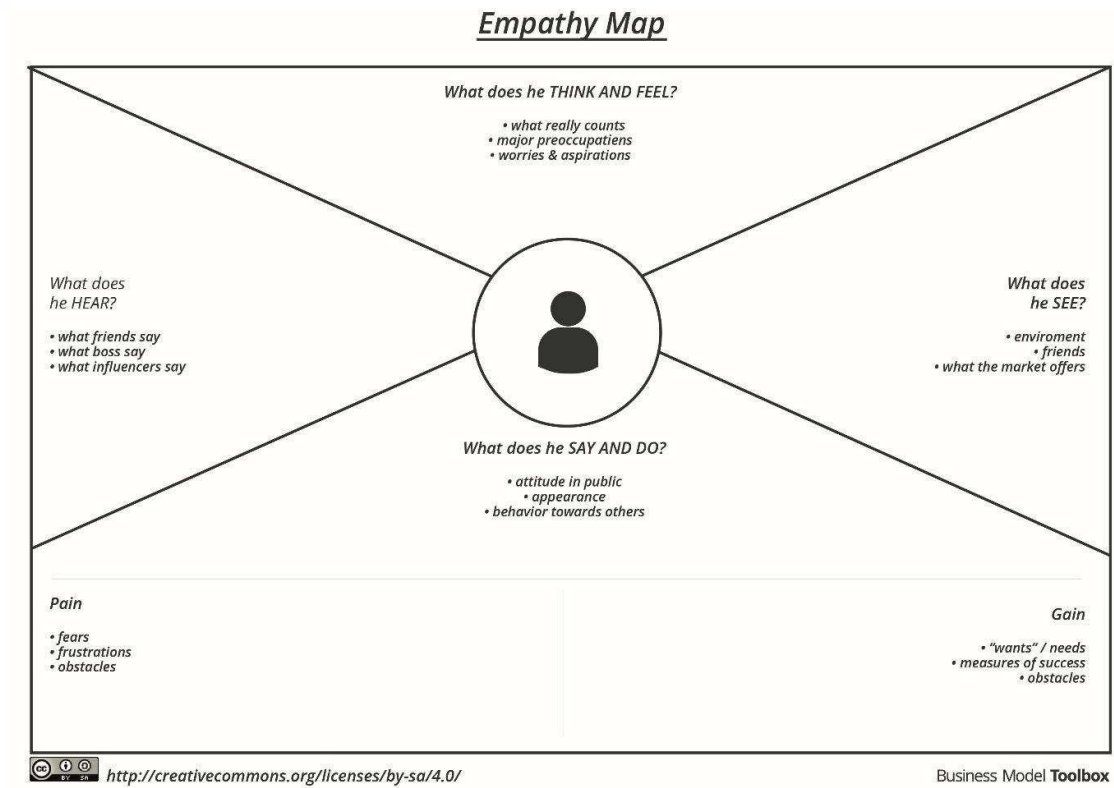 Empathy Map
What does he THINK AND FEEL?
• what really counts
• major preoccupatiens
• worries & aspirations
What does
he HEAR?
• what friends say
• what boss say
• what influencers say
What does
he SEE?
• enviroment
• friends
• what the market offers
What does he SAY AND DO?
• attitude in public
• appearance
• behavior towards others
Pain
• fears
• frustrations
• obstacles
Gain
• “wants” / needs
• measures of success
• obstacles
cc BY SA
http://creativecommons.org/licenses/by-sa/4.0/
Business Model Toolbox